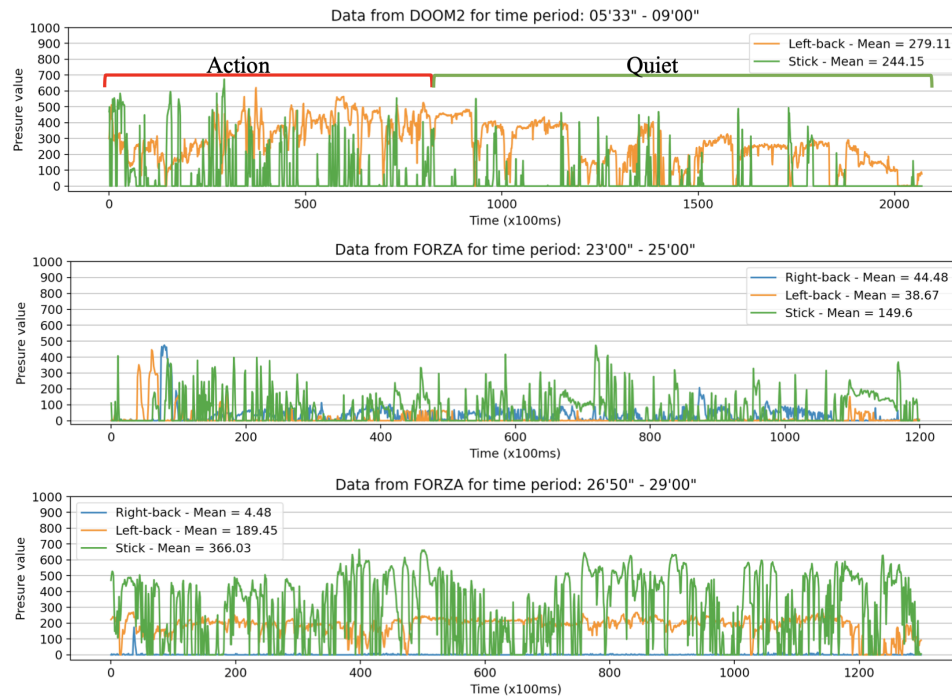 Data from DOOM2 for time period: 05'33" - 09'00"
1000
900
800
700
600
500
400
300
200
100
0
Presure value
Action
Quiet
Left-back - Mean = 279.11
Stick - Mean = 244.15
0
500
1000
1500
2000
Time (x100ms)
Data from FORZA for time period: 23'00" - 25'00"
1000
900
800
700
600
500
400
300
200
100
0
Presure value
Right-back - Mean = 44.48
Left-back - Mean = 38.67
Stick - Mean = 149.6
0
200
400
600
800
1000
1200
Time (x100ms)
Data from FORZA for time period: 26'50" - 29'00"
1000
900
800
700
600
500
400
300
200
100
0
Presure value
Right-back - Mean = 4.48
Left-back - Mean = 189.45
Stick - Mean = 366.03
0
200
400
600
800
1000
1200
Time (x100ms)